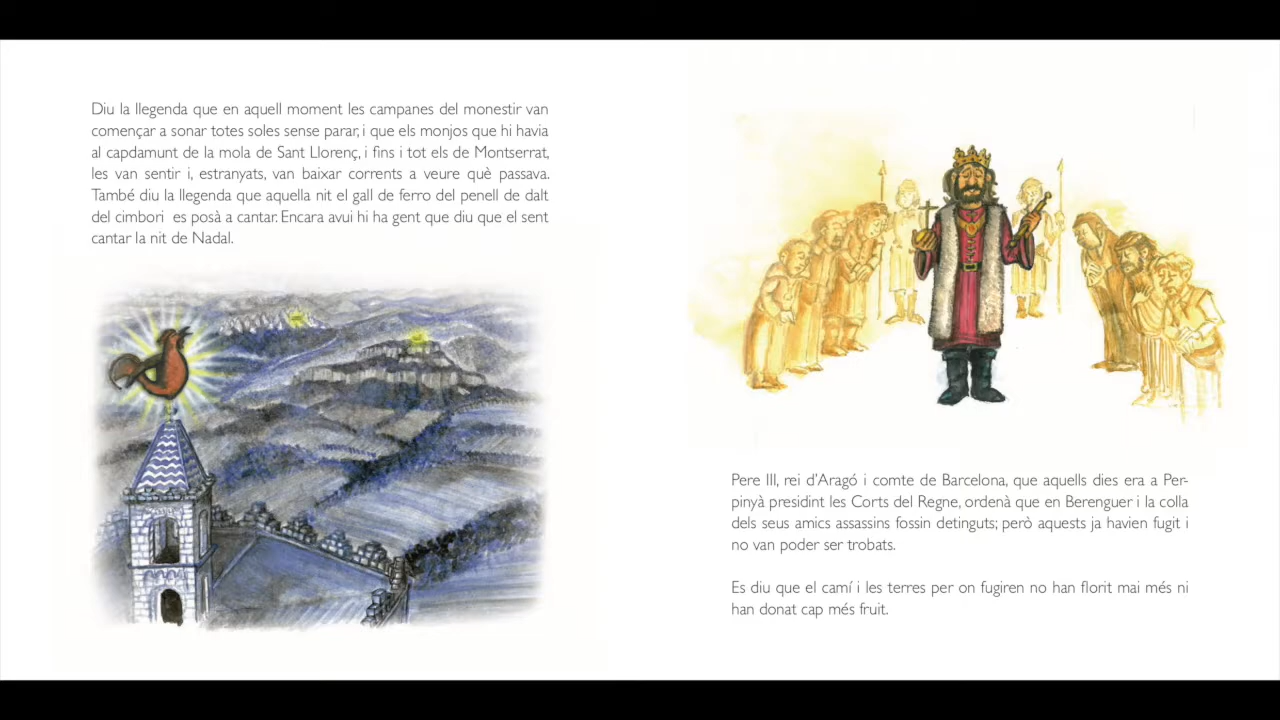 Diu la llegenda que en aquell moment les campanes del monestir van
començar a sonar totes soles sense parar, i que els monjos que hi havia
al capdamunt de la mola de Sant Llorenç, i fins i tot els de Montserrat,
les van sentir i, estranyats, van baixar corrents a veure què passava.
També diu la llegenda que aquella nit el gall de ferro del penell de dalt
del cimbori es posà a cantar. Encara avui hi ha gent que diu que el sent
cantar la nit de Nadal.
Pere III, rei d'Aragó i comte de Barcelona, que aquells dies era a Per-
pinyà presidint les Corts del Regne, ordenà que en Berenguer i la colla
dels seus amics assassins fossin detinguts; però aquests ja havien fugit i
no van poder ser trobats.
Es diu que el camí i les terres per on fugiren no han florit mai més ni
han donat cap més fruit.